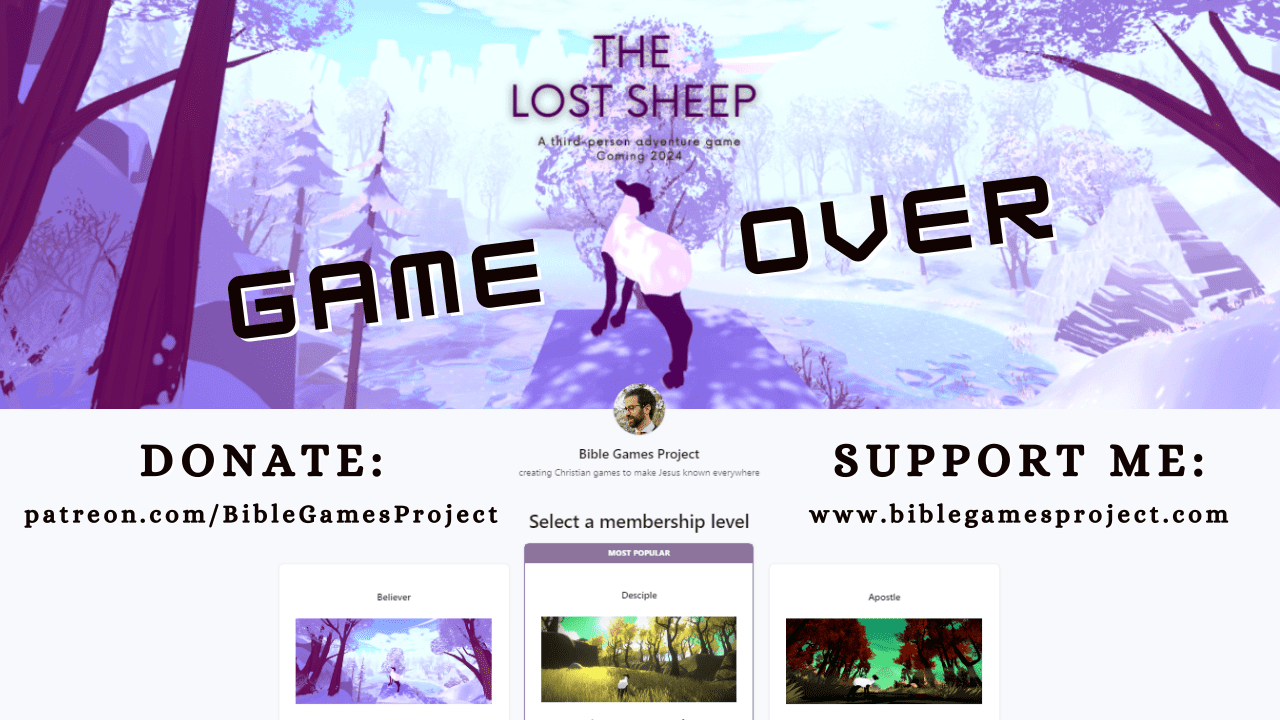 THE
LOST SHEEP
A third-person adventure game
Coming 2024
GAME OVER
DONATE:
patreon.com/BibleGamesProject
Bible Games Project
creating Christian games to make Jesus known everywhere
SUPPORT ME:
www.biblegamesproject.com
Select a membership level
MOST POPULAR
Believer
Desciple
Apostle